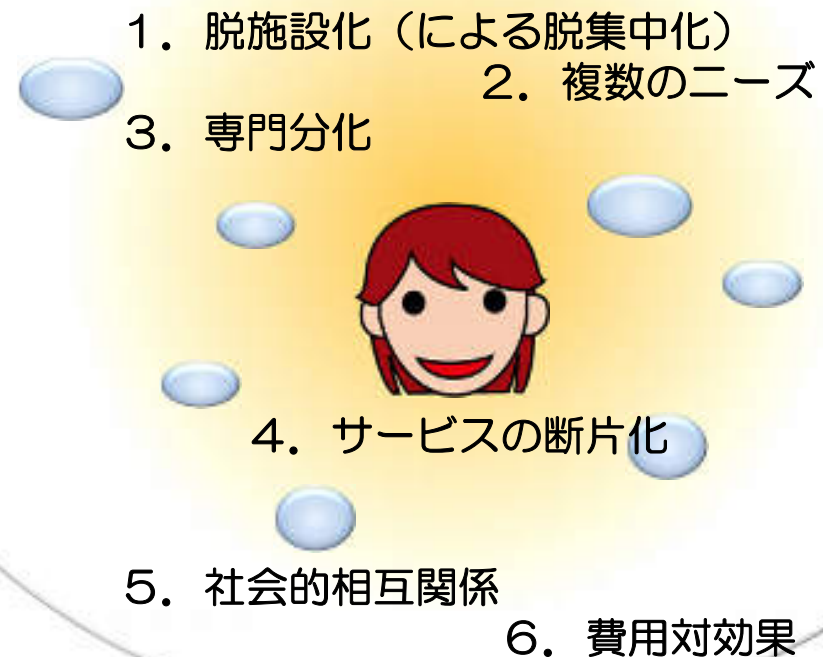 １．脱施設化（による脱集中化）
２．複数のニーズ
３．専門分化
４．サービスの断片化
５．社会的相互関係
６．費用対効果